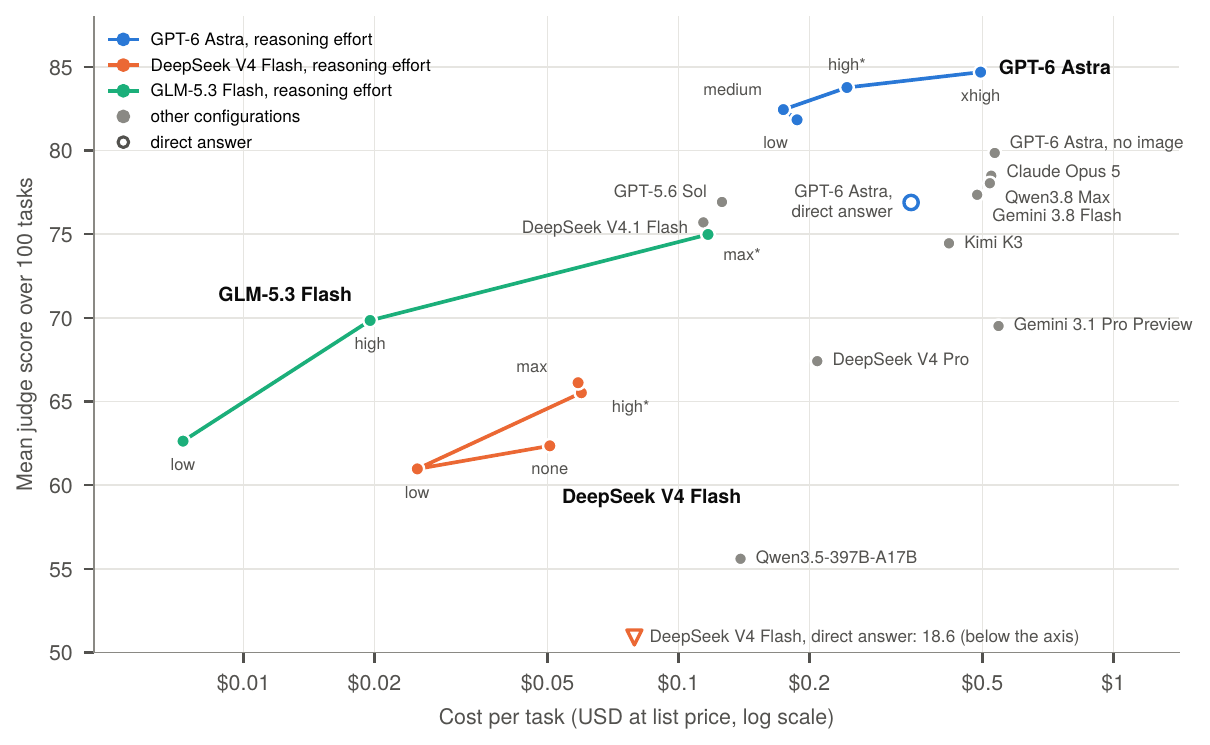 GPT-6 Astra, reasoning effort
DeepSeek V4 Flash, reasoning effort
GLM-5.3 Flash, reasoning effort
other configurations
direct answer
Mean judge score over 100 tasks
85
80
75
70
65
60
55
50
high*
GPT-6 Astra
medium
xhigh
low
GPT-6 Astra, no image
Claude Opus 5
Qwen3.8 Max
Gemini 3.8 Flash
GPT-5.6 Sol
GPT-6 Astra,
direct answer
DeepSeek V4.1 Flash
max*
Kimi K3
GLM-5.3 Flash
high
Gemini 3.1 Pro Preview
DeepSeek V4 Pro
max
high*
low
none
low
DeepSeek V4 Flash
Qwen3.5-397B-A17B
DeepSeek V4 Flash, direct answer: 18.6 (below the axis)
$0.01
$0.02
$0.05
$0.1
$0.2
$0.5
$1
Cost per task (USD at list price, log scale)